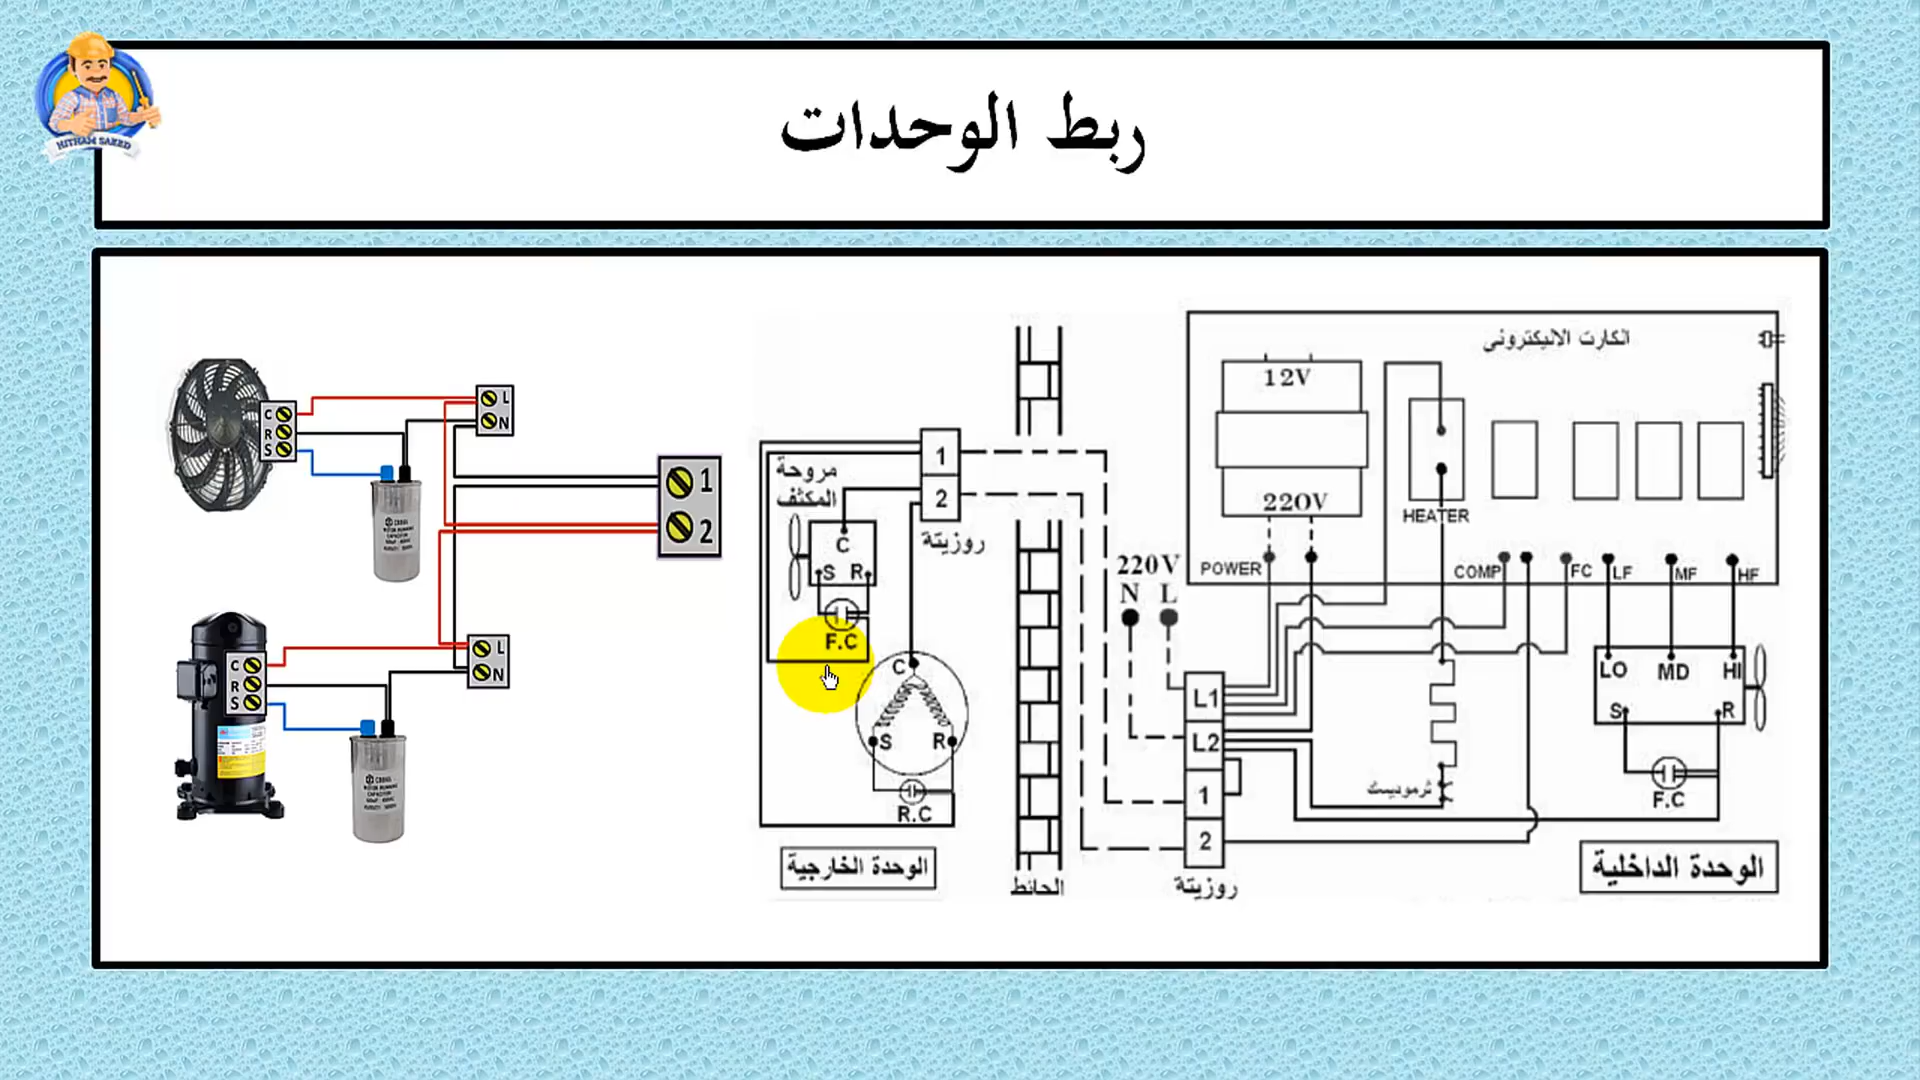 HITHAM SAEED
ربط الوحدات
C
R
S
L
N
1
2
C
R
S
L
N
مروحة
المكثف
C
S R
F.C
1
2
روزيتة
C
S R
R.C
الوحدة الخارجية
الحائط
220V
N L
L1
L2
1
2
روزيتة
الكارت الاليكترونى
12V
220V
HEATER
POWER
COMP
FC
LF
MF
HF
LO MD HI
S R
F.C
ثرموديسك
الوحدة الداخلية